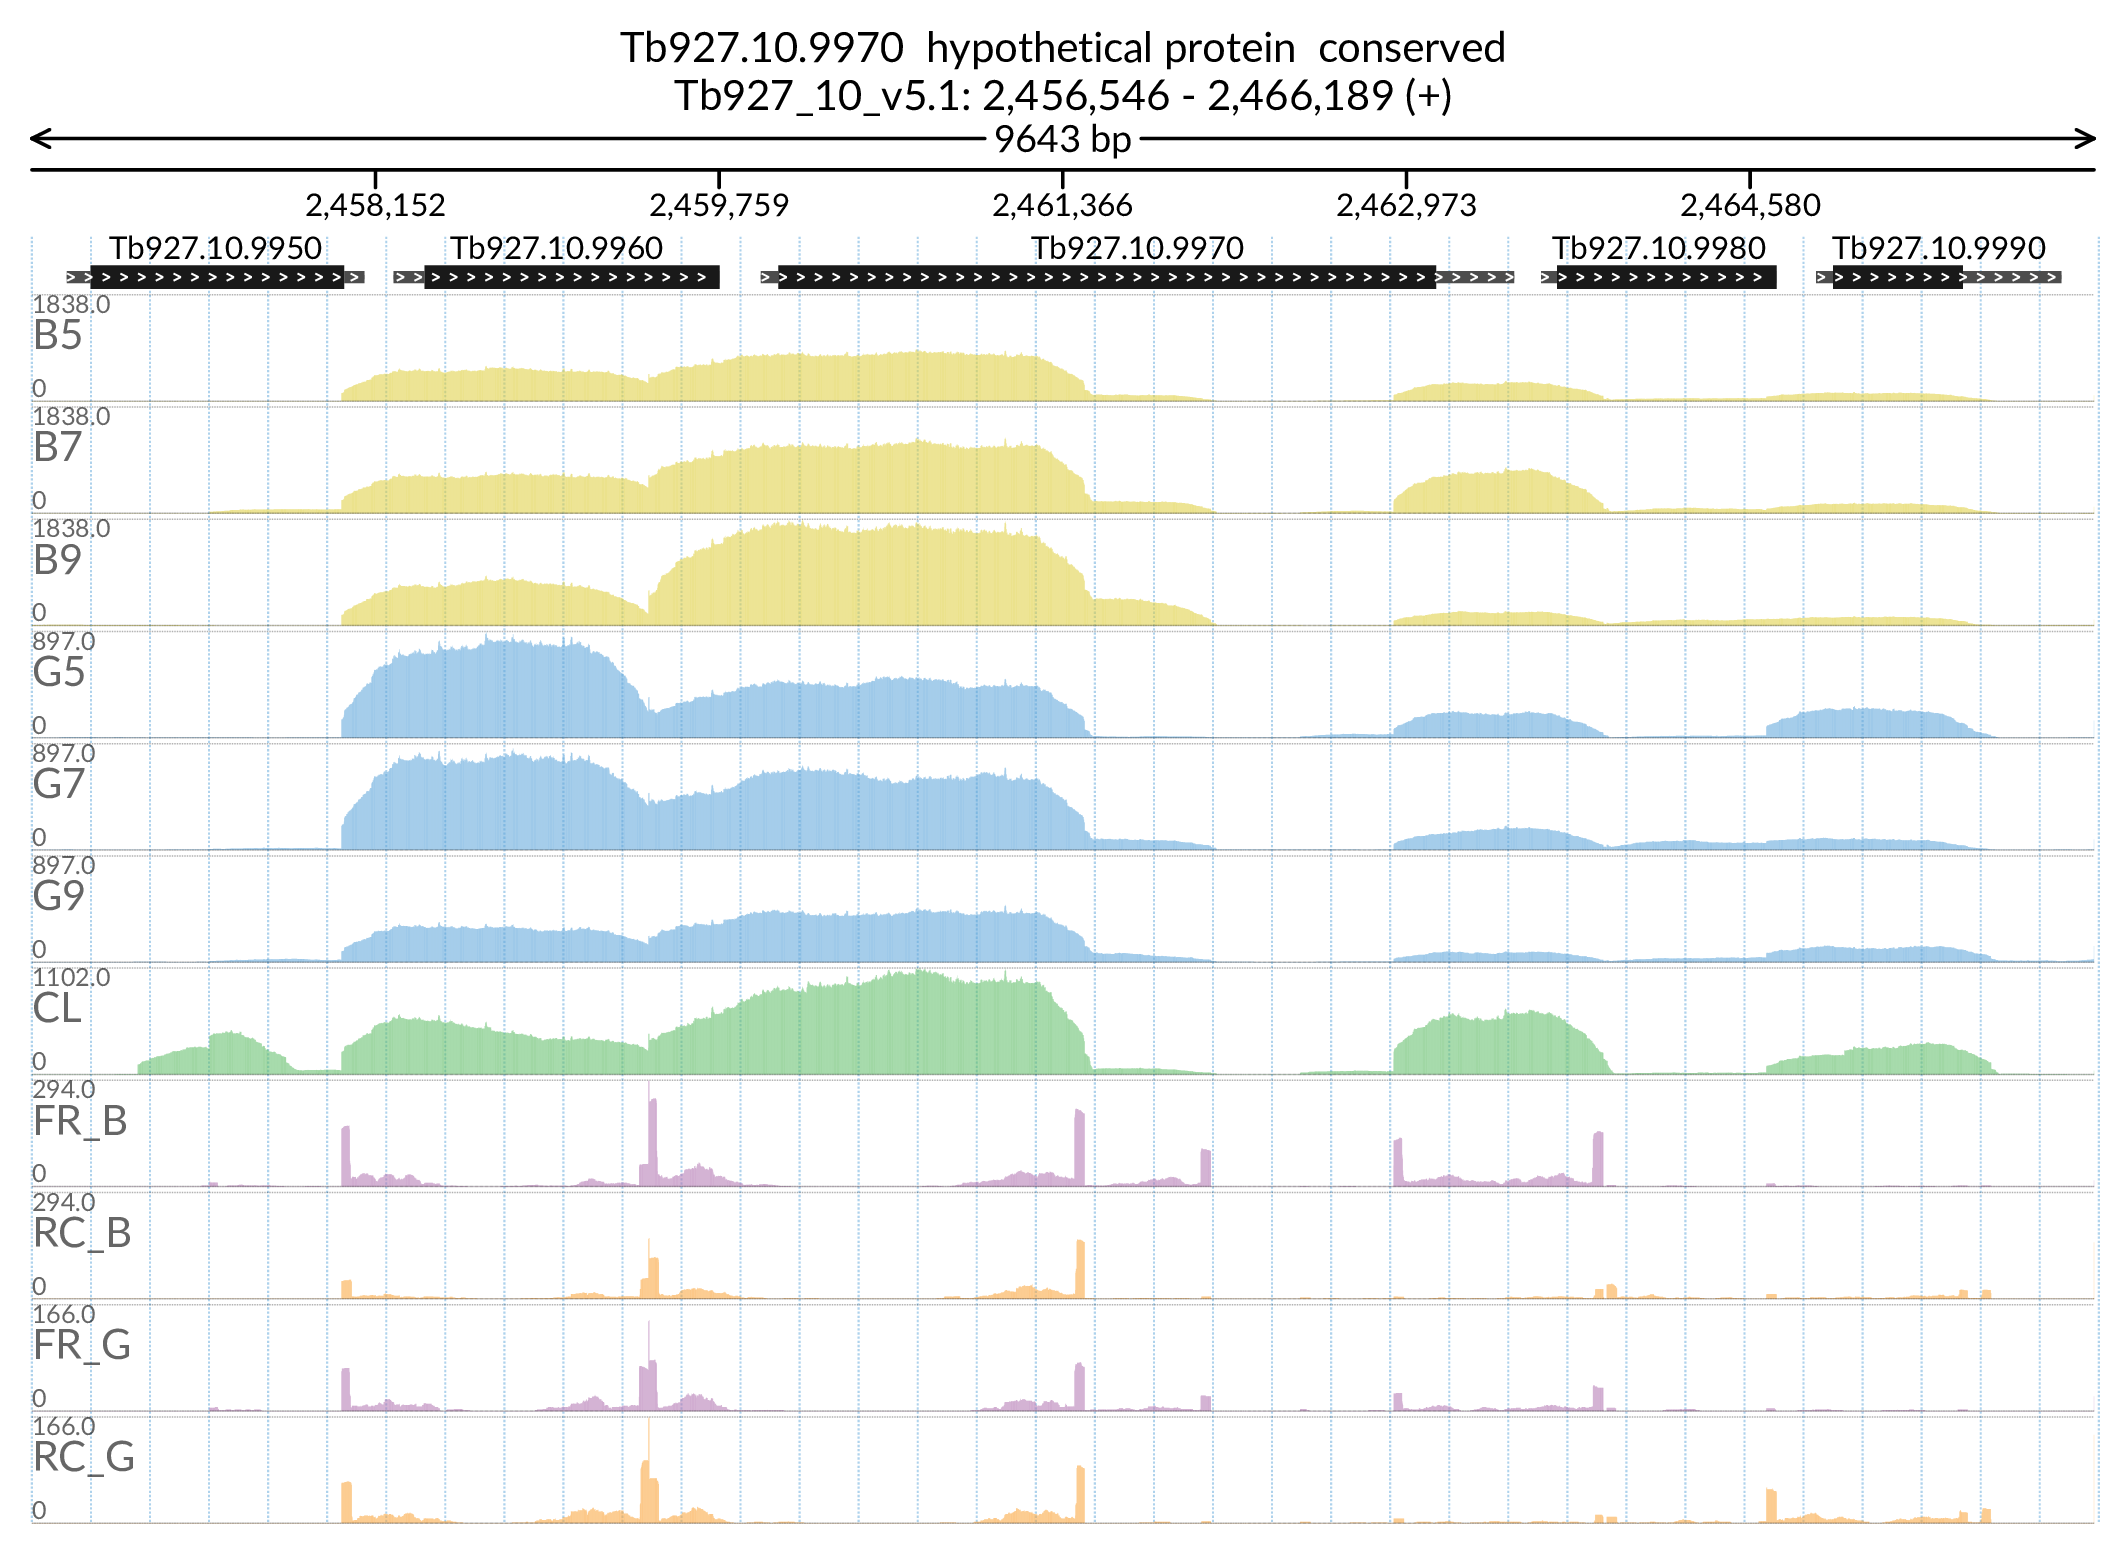 Tb927.10.9970  hypothetical protein  conserved
Tb927_10_v5.1: 2,456,546 - 2,466,189 (+)
9643 bp
2,458,152 2,459,759 2,461,366 2,462,973 2,464,580
Tb927.10.9950 Tb927.10.9960 Tb927.10.9970 Tb927.10.9980 Tb927.10.9990
1838.0
B5
0
1838.0
B7
0
1838.0
B9
0
897.0
G5
0
897.0
G7
0
897.0
G9
0
1102.0
CL
0
294.0
FR_B
0
294.0
RC_B
0
166.0
FR_G
0
166.0
RC_G
0